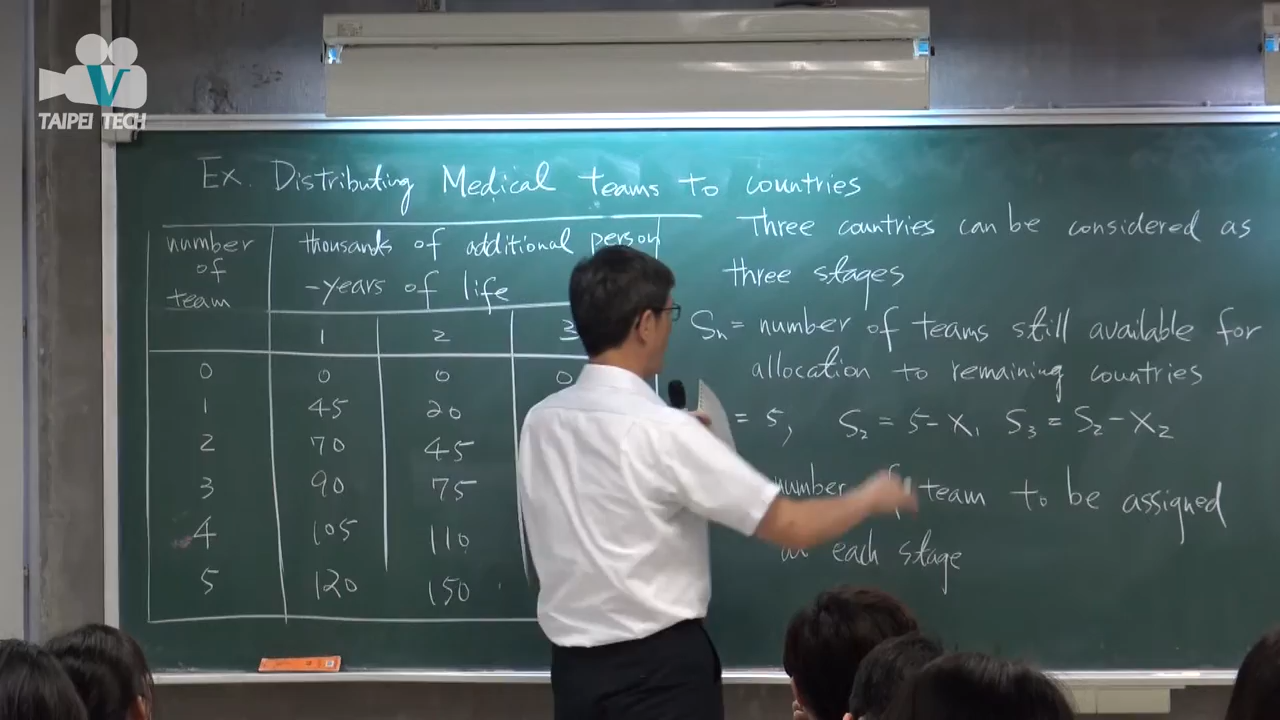 V
TAIPEI TECH
Ex. Distributing Medical teams to countries
number of team
thousands of additional person
-years of life
1 2 3
0 0 0 0
1 45 20
2 70 45
3 90 75
4 105 110
5 120 150
Three countries can be considered as
three stages
Sn = number of teams still available for
allocation to remaining countries
= 5, S2 = 5 - X1 S3 = S2 - X2
number of team to be assigned
each stage